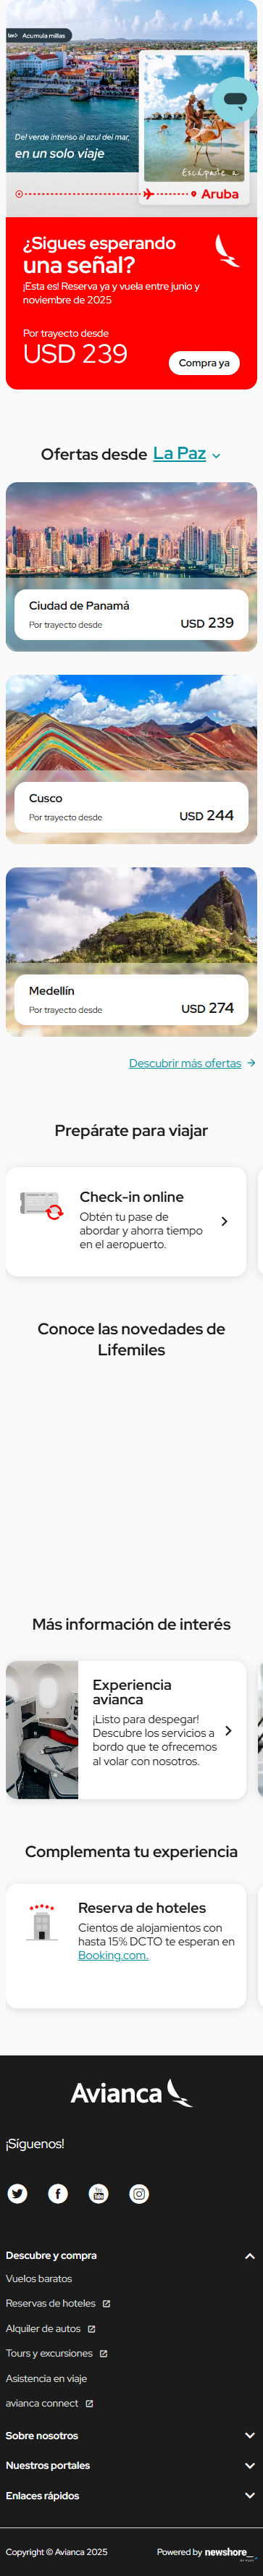 Acumula millas
Del verde intenso al azul del mar,
en un solo viaje
Escápate a
Aruba
¿Sigues esperando
una señal?
¡Esta es! Reserva ya y vuela entre junio y
noviembre de 2025
Por trayecto desde
USD 239
Compra ya
Ofertas desde La Paz
Ciudad de Panamá
Por trayecto desde
USD 239
Cusco
Por trayecto desde
USD 244
Medellín
Por trayecto desde
USD 274
Descubrir más ofertas
Prepárate para viajar
Check-in online
Obtén tu pase de
abordar y ahorra tiempo
en el aeropuerto.
Conoce las novedades de
Lifemiles
Más información de interés
Experiencia
avianca
¡Listo para despegar!
Descubre los servicios a
bordo que te ofrecemos
al volar con nosotros.
Complementa tu experiencia
Reserva de hoteles
Cientos de alojamientos con
hasta 15% DCTO te esperan en
Booking.com.
Avianca
¡Síguenos!
You
Tube
Descubre y compra
Vuelos baratos
Reservas de hoteles
Alquiler de autos
Tours y excursiones
Asistencia en viaje
avianca connect
Sobre nosotros
Nuestros portales
Enlaces rápidos
Copyright © Avianca 2025
Powered by newshore_